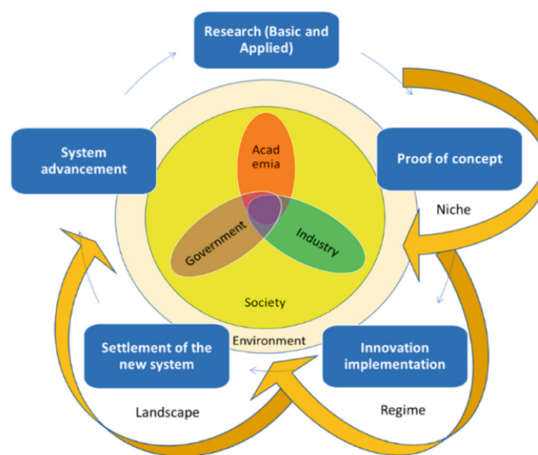 Research (Basic and
Applied)
System
advancement
Acad
emia
Proof of concept
Niche
Government
Industry
Society
Environment
Settlement of the
new system
Innovation
implementation
Landscape
Regime